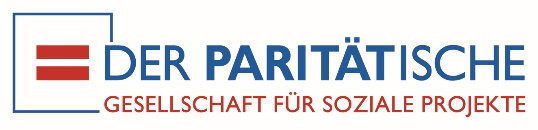 DER PARITÄTISCHE
GESELLSCHAFT FÜR SOZIALE PROJEKTE